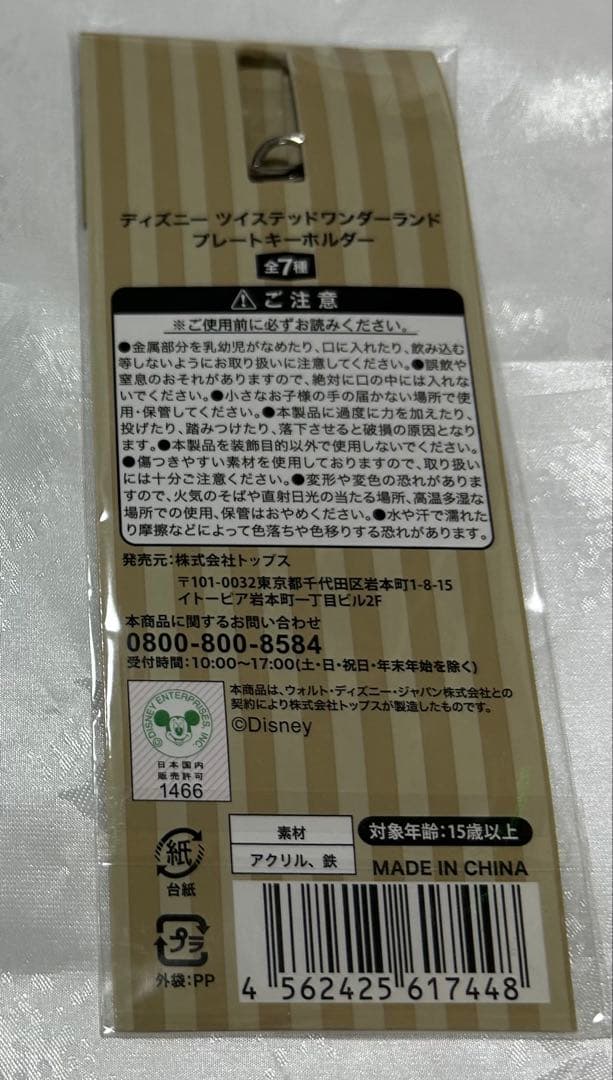 ディズニー ツイステッドワンダーランド
プレートキーホルダー
全7種
ご注意
※ご使用前に必ずお読みください。
●金属部分を乳幼児がなめたり、口に入れたり、飲み込む
等しないようにお取り扱いに注意してください。●誤飲や
窒息のおそれがありますので、絶対に口の中には入れな
いでください。●小さなお子様の手の届かない場所で使
用・保管してください。●本製品に過度に力を加えたり、
投げたり、踏みつけたり、落下させると破損の原因となり
ます。●本製品を装飾目的以外で使用しないでください。
●傷つきやすい素材を使用しておりますので、取り扱い
には十分ご注意ください。●変形や変色の恐れがありま
すので、火気のそばや直射日光の当たる場所、高温多湿な
場所での使用、保管はおやめください。●水や汗で濡れた
り摩擦などによって色落ちや色移りする恐れがあります。
発売元:株式会社トップス
〒101-0032東京都千代田区岩本町1-8-15
イトーピア岩本町一丁目ビル2F
本商品に関するお問い合わせ
0800-800-8584
受付時間:10:00〜17:00(土・日・祝日・年末年始を除く)
本商品は、ウォルト・ディズニー・ジャパン株式会社との
契約により株式会社トップスが製造したものです。
©Disney
©DISNEY ENTERPRISES, INC.
日本国内
販売許可
1466
紙
台紙
プラ
外袋:PP
素材
アクリル、鉄
対象年齢:15歳以上
MADE IN CHINA
4 562425 617448